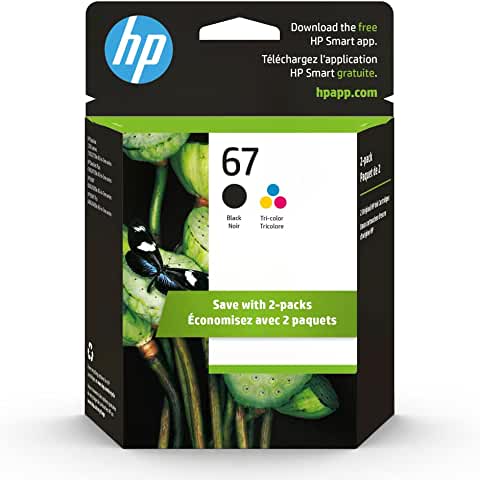 hp
Download the free
HP Smart app.
Téléchargez l'application
HP Smart gratuite.
hpapp.com
67
Black
Noir
Tri-color
Tricolore
2-pack
Paquet de 2
Save with 2-packs
Économisez avec 2 paquets